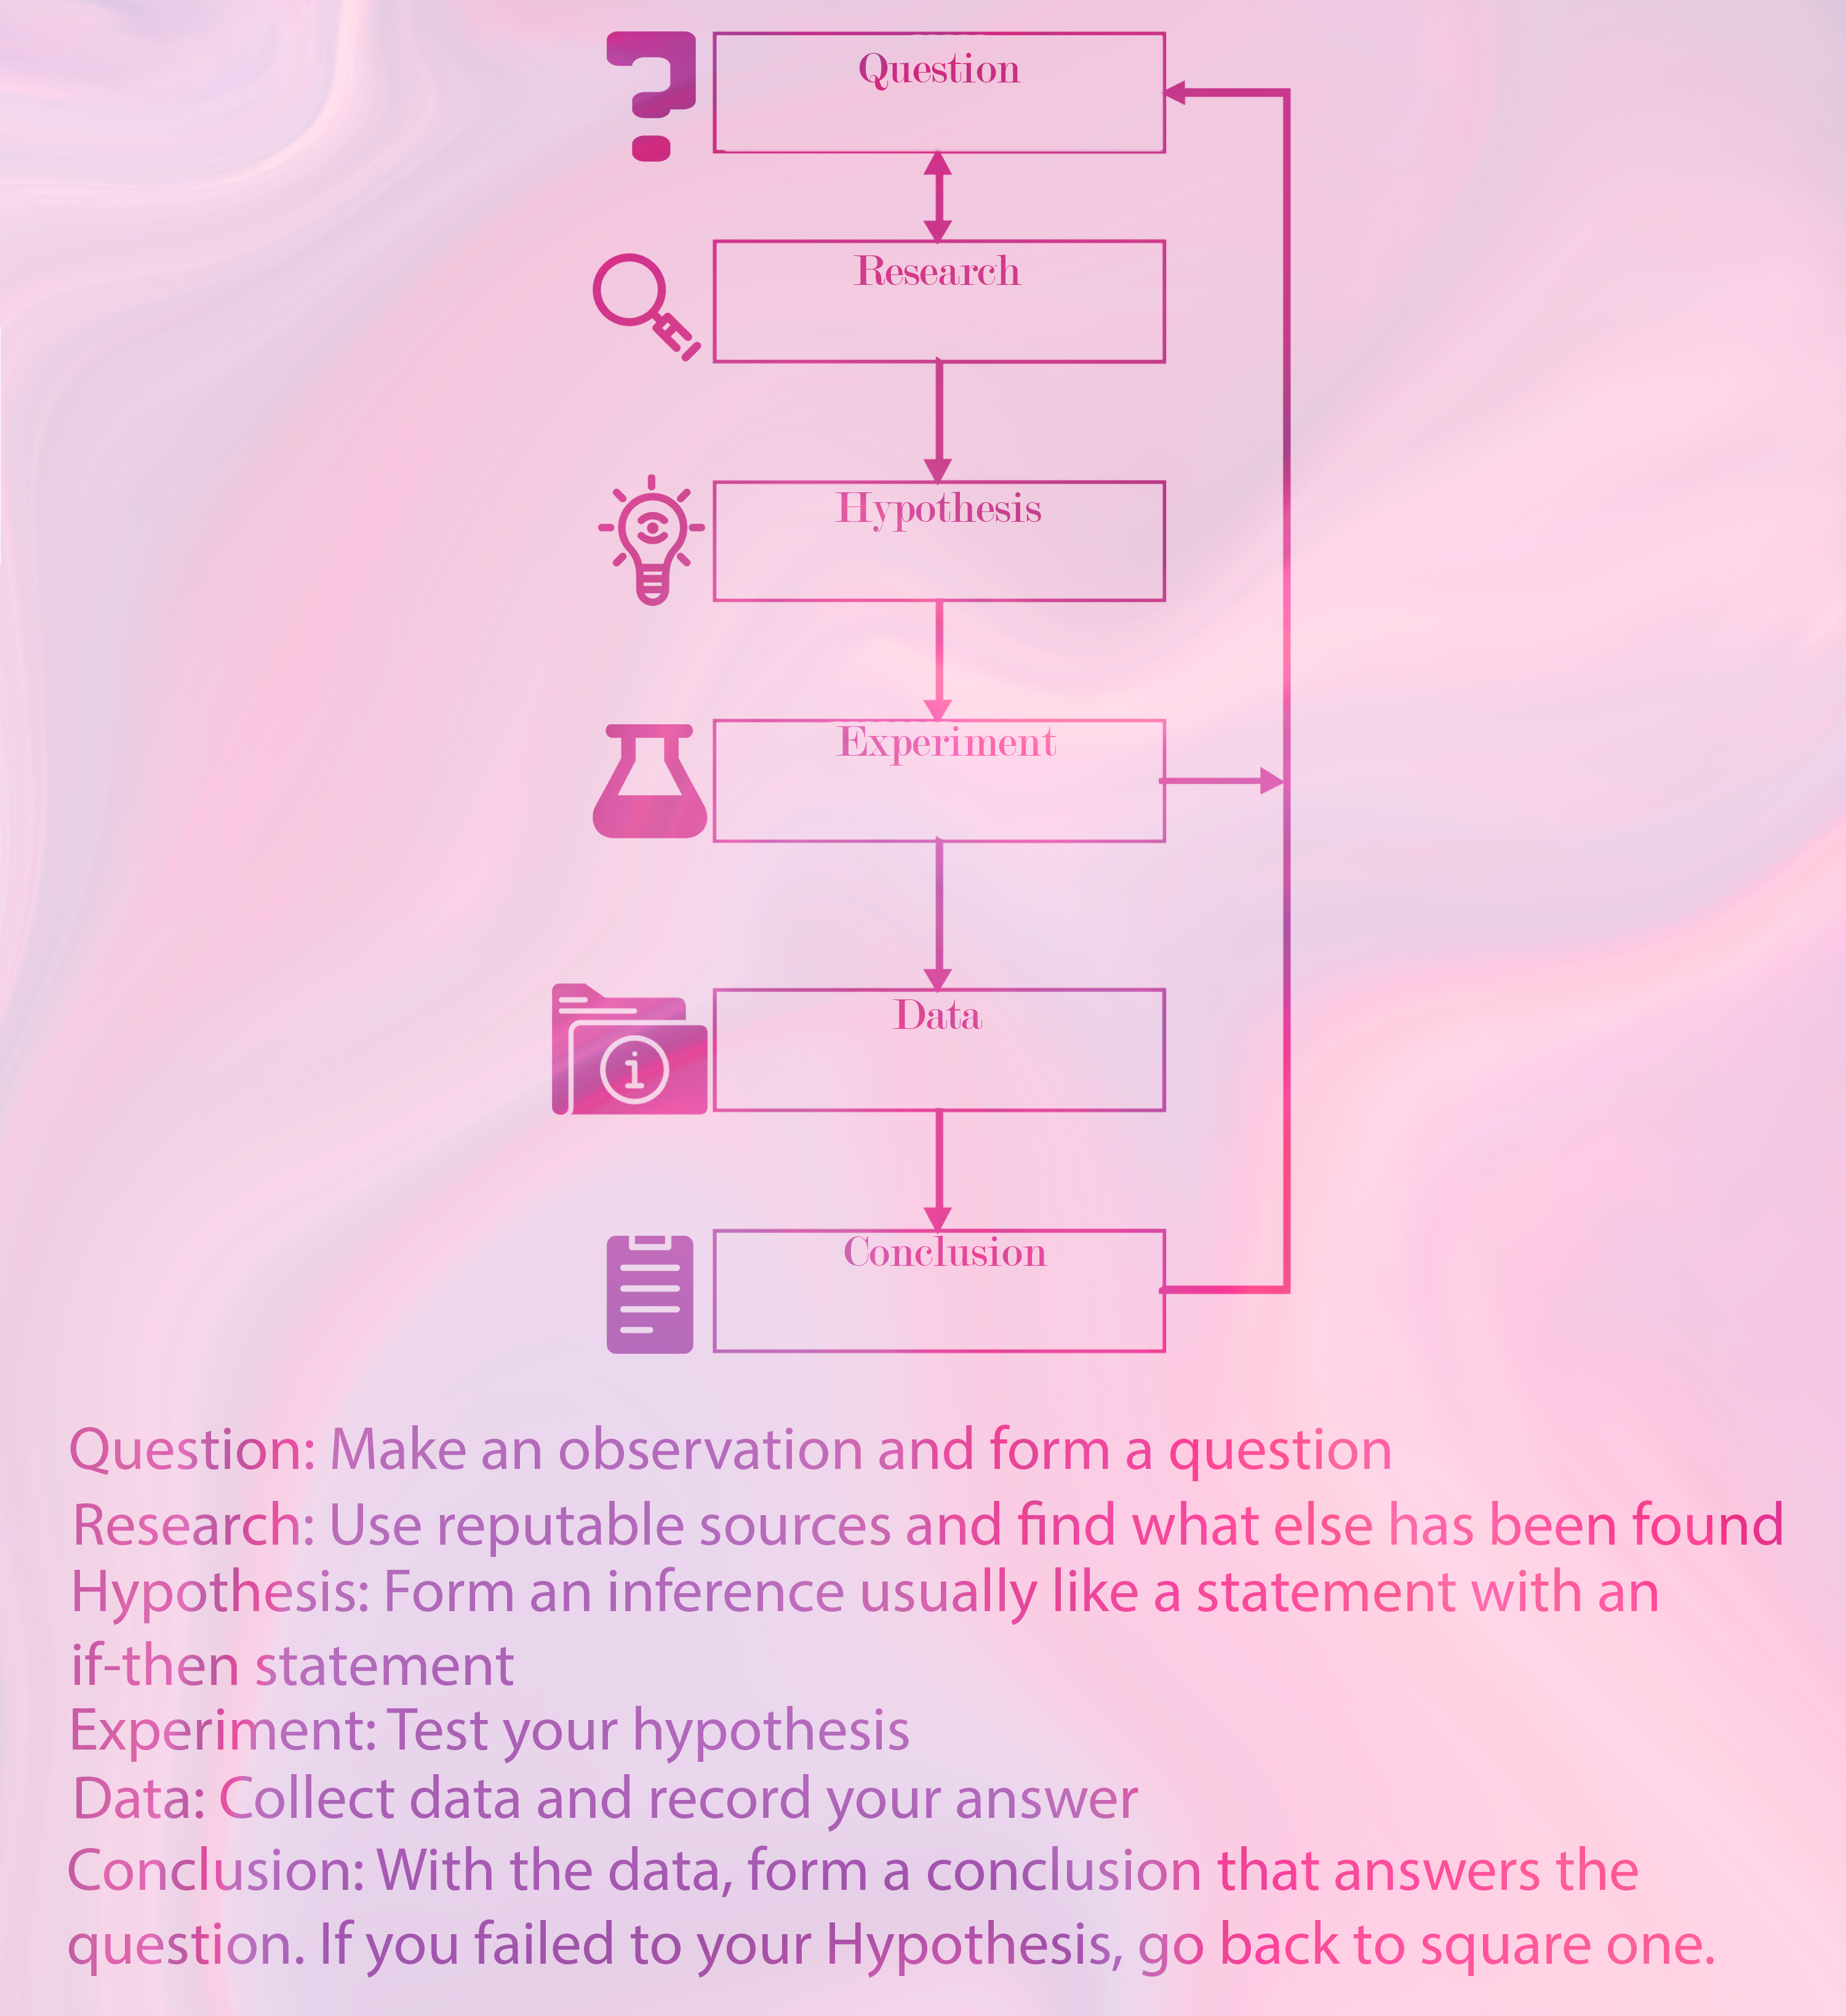 Question
Research
Hypothesis
Experiment
Data
i
Conclusion
Question: Make an observation and form a question
Research: Use reputable sources and find what else has been found
Hypothesis: Form an inference usually like a statement with an
if-then statement
Experiment: Test your hypothesis
Data: Collect data and record your answer
Conclusion: With the data, form a conclusion that answers the
question. If you failed to your Hypothesis, go back to square one.